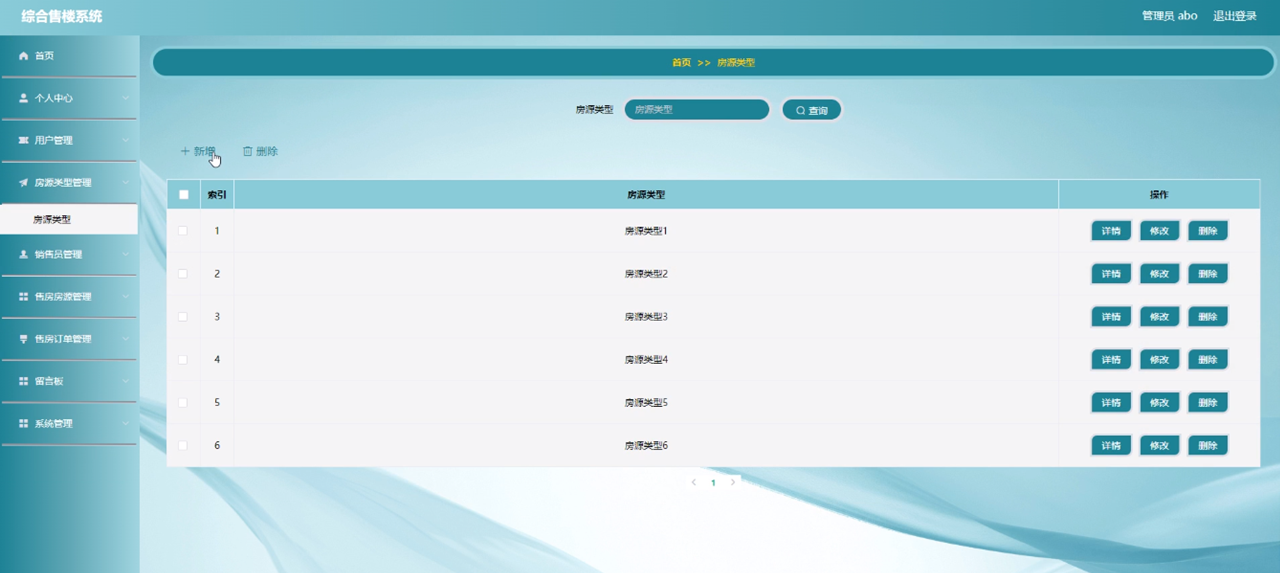 综合售楼系统
管理员 abo 退出登录
首页
个人中心
用户管理
房源类型管理
房源类型
销售员管理
售房房源管理
售房订单管理
留言板
系统管理
首页 >> 房源类型
房源类型 房源类型 查询
新增 删除
索引 房源类型 操作
1 房源类型1 详情 修改 删除
2 房源类型2 详情 修改 删除
3 房源类型3 详情 修改 删除
4 房源类型4 详情 修改 删除
5 房源类型5 详情 修改 删除
6 房源类型6 详情 修改 删除
< 1 >